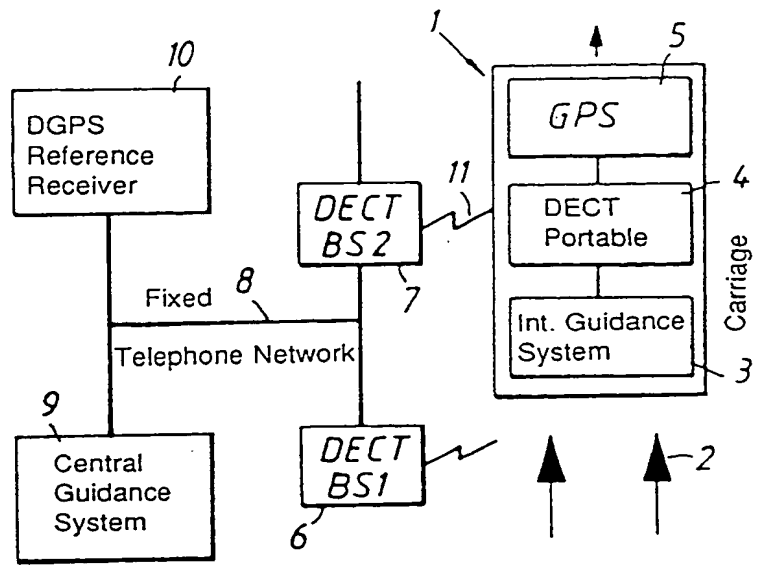 10
DGPS
Reference
Receiver
DECT
BS2
7
11
1
5
GPS
4
DECT
Portable
Int. Guidance
System
3
Carriage
Fixed
8
Telephone Network
9
Central
Guidance
System
DECT
BS1
6
2